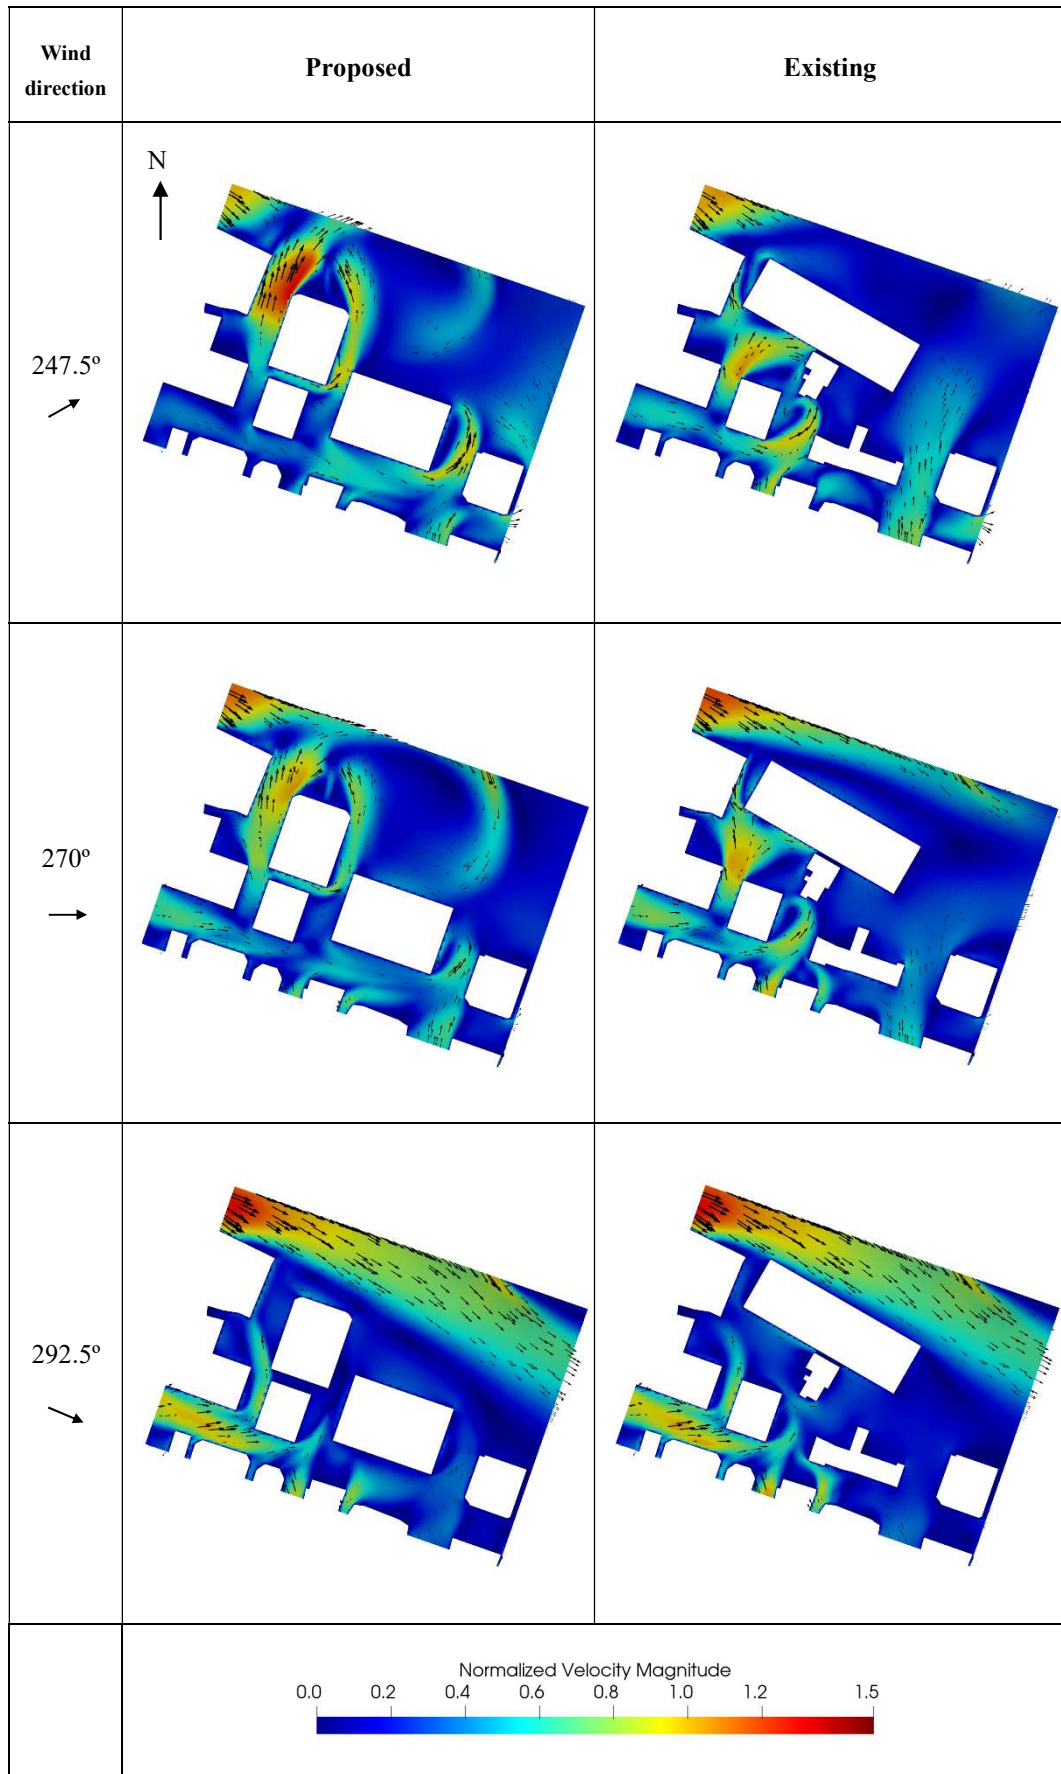 Wind
direction
Proposed
Existing
N
247.5º
270º
292.5º
Normalized Velocity Magnitude
0.0 0.2 0.4 0.6 0.8 1.0 1.2 1.5